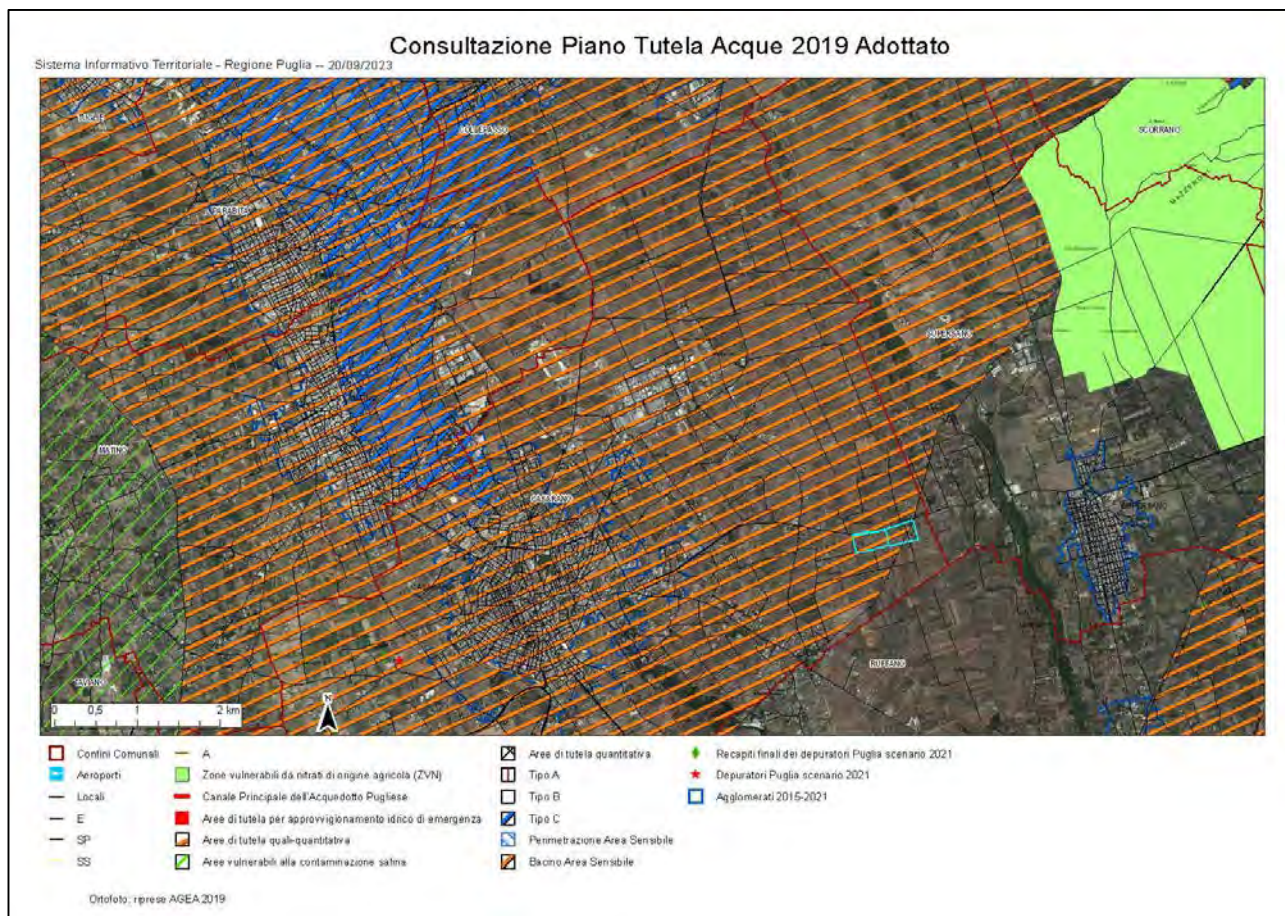 Consultazione Piano Tutela Acque 2019 Adottato
Sistema Informativo Territoriale - Regione Puglia -- 20/09/2023
COLLEPASSO
SCORRANO
PARABITA
SUPERSANO
MATINO
CASARANO
RUFFANO
TAVIANO
0 0,5 1 2 km
N
Confini Comunali
Aeroporti
Locali
E
SP
SS
A
Zone vulnerabili da nitrati di origine agricola (ZVN)
Canale Principale dell'Acquedotto Pugliese
Aree di tutela per approvvigionamento idrico di emergenza
Aree di tutela quali-quantitativa
Aree vulnerabili alla contaminazione salina
Aree di tutela quantitativa
Tipo A
Tipo B
Tipo C
Perimetrazione Area Sensibile
Bacino Area Sensibile
Recapiti finali dei depuratori Puglia scenario 2021
Depuratori Puglia scenario 2021
Agglomerati 2015-2021
Ortofoto: riprese AGEA 2019